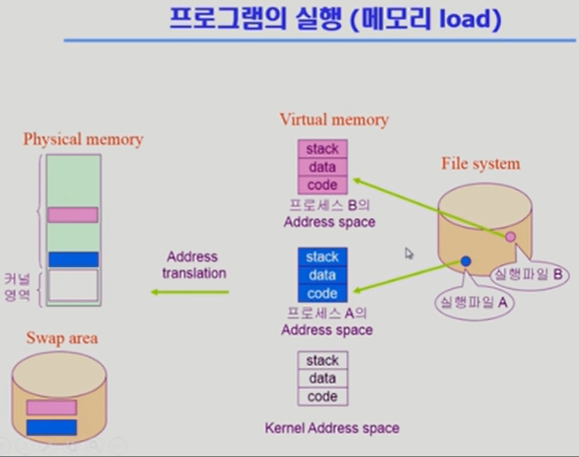 프로그램의 실행 (메모리 load)
Virtual memory
Physical memory
File system
stack
data
code
프로세스 B의
Address space
실행파일 B
실행파일 A
Address
translation
stack
data
code
프로세스 A의
Address space
커널
영역
Swap area
stack
data
code
Kernel Address space